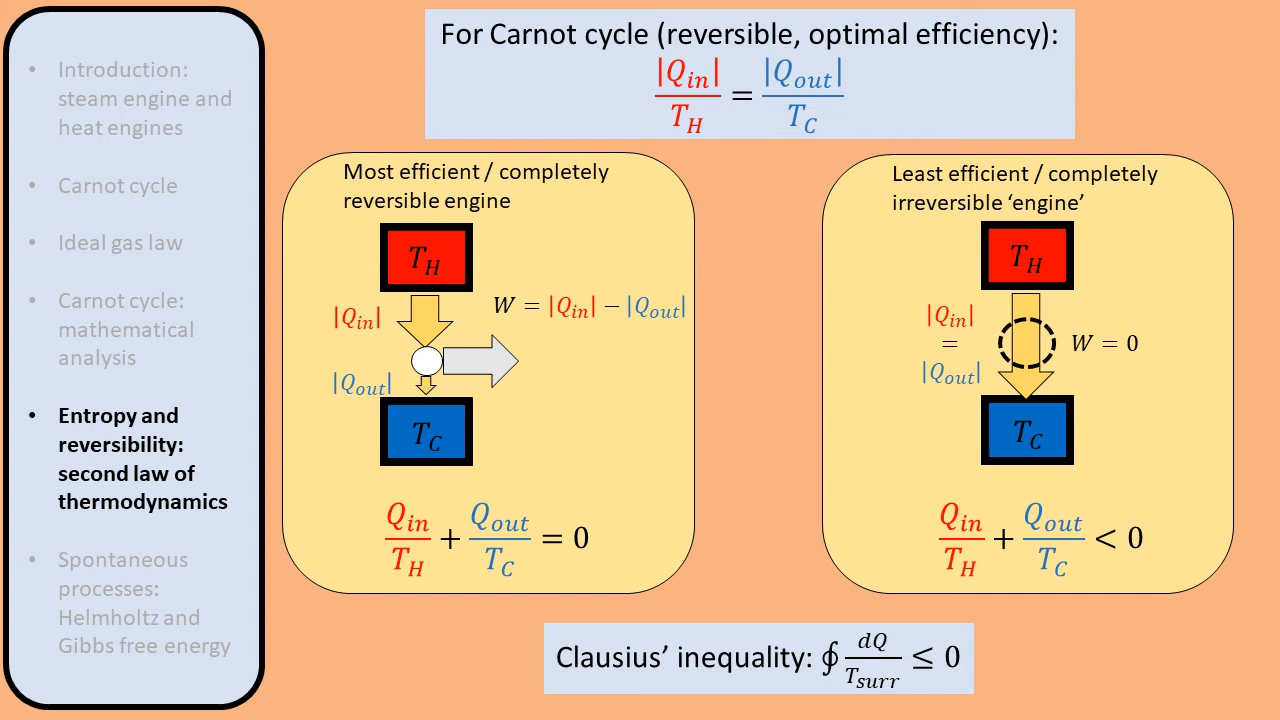 • Introduction:
steam engine and
heat engines
• Carnot cycle
• Ideal gas law
• Carnot cycle:
mathematical
analysis
• Entropy and
reversibility:
second law of
thermodynamics
• Spontaneous
processes:
Helmholtz and
Gibbs free energy
For Carnot cycle (reversible, optimal efficiency):
|Q_in|/T_H = |Q_out|/T_C
Most efficient / completely
reversible engine
T_H
|Q_in|
W = |Q_in| − |Q_out|
|Q_out|
T_C
Q_in/T_H + Q_out/T_C = 0
Least efficient / completely
irreversible ‘engine’
T_H
|Q_in|
=
|Q_out|
W = 0
T_C
Q_in/T_H + Q_out/T_C < 0
Clausius’ inequality: ∮ dQ/T_surr ≤ 0